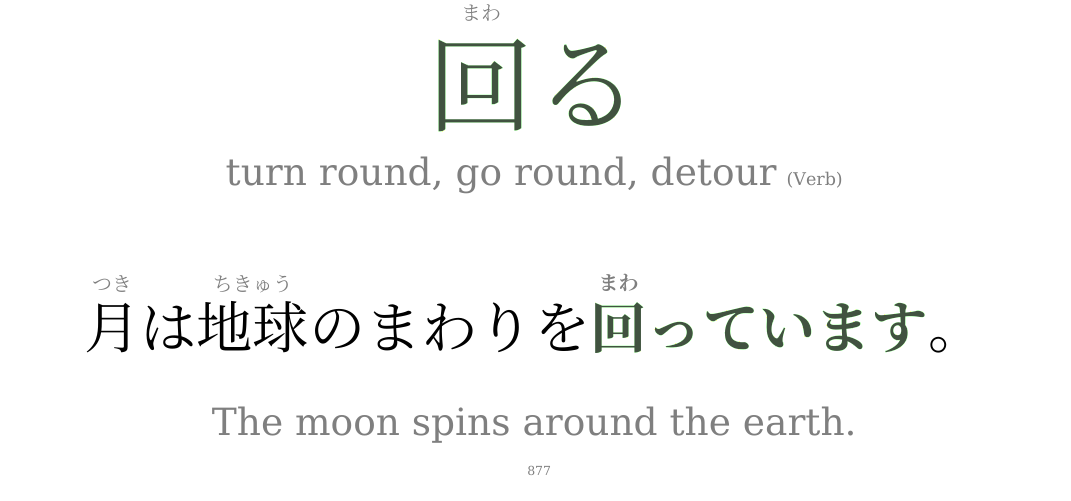 まわ
回る
turn round, go round, detour (Verb)
つき ちきゅう まわ
月は地球のまわりを回っています。
The moon spins around the earth.
877